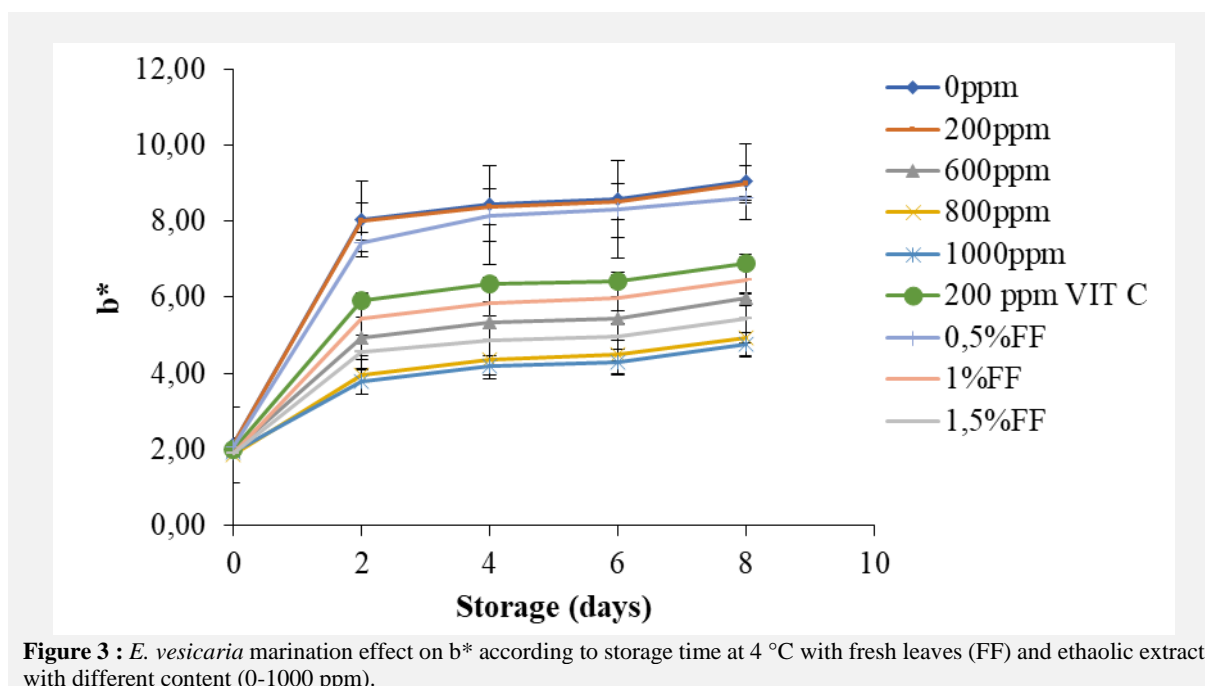 12,00
10,00
8,00
6,00
4,00
2,00
0,00
b*
0 2 4 6 8 10
Storage (days)
0ppm
200ppm
600ppm
800ppm
1000ppm
200 ppm VIT C
0,5%FF
1%FF
1,5%FF
Figure 3 : E. vesicaria marination effect on b* according to storage time at 4 °C with fresh leaves (FF) and ethaolic extract
with different content (0-1000 ppm).